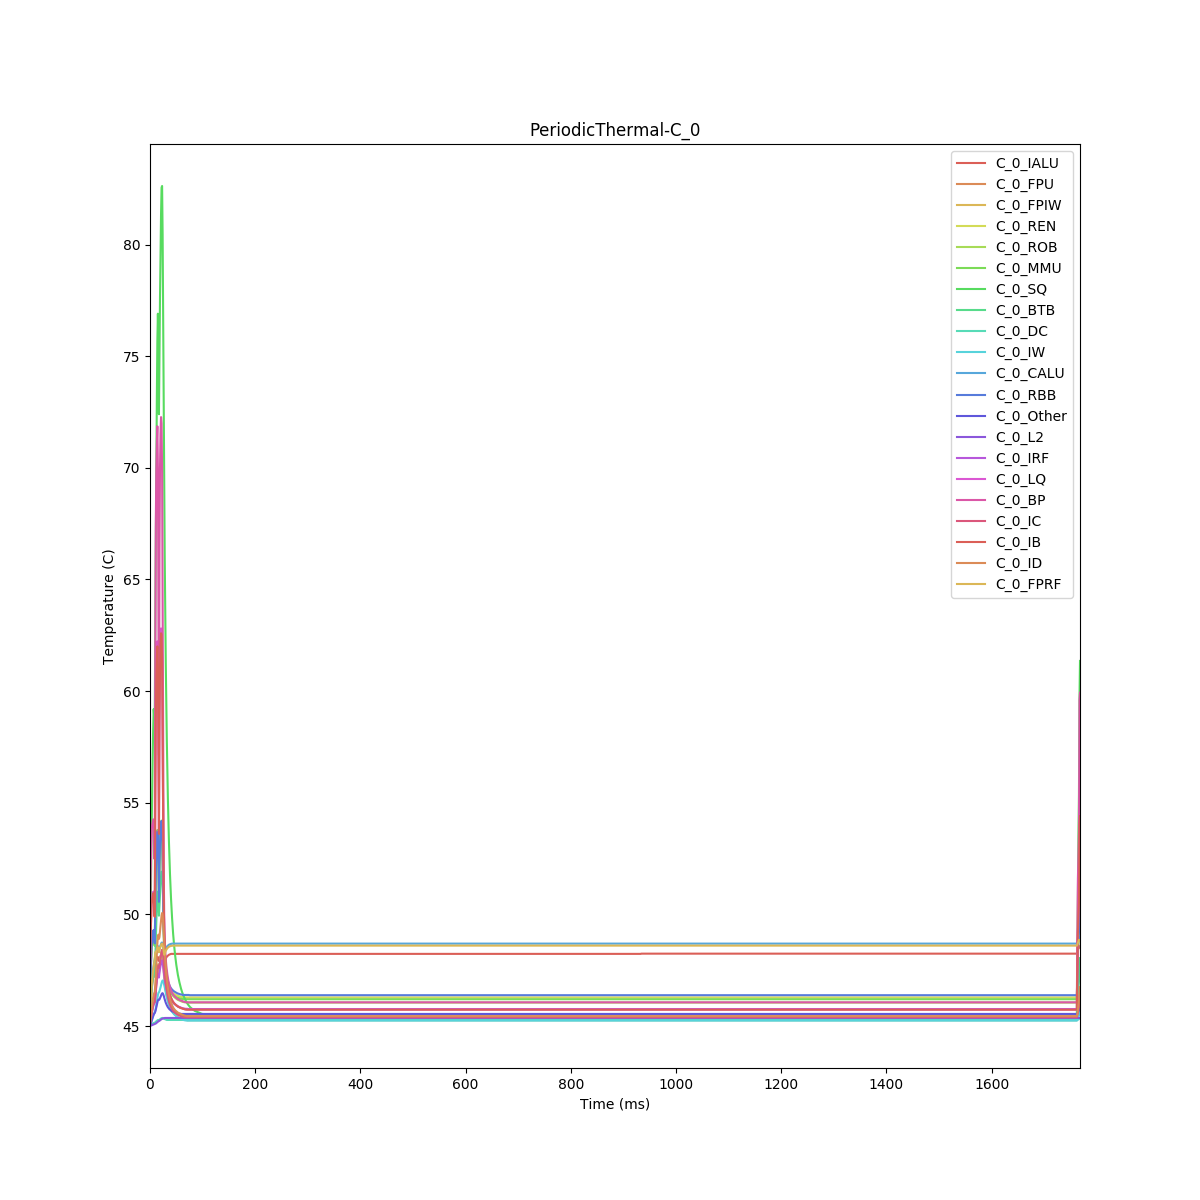 PeriodicThermal-C_0
C_0_IALU
C_0_FPU
C_0_FPIW
C_0_REN
C_0_ROB
C_0_MMU
C_0_SQ
C_0_BTB
C_0_DC
C_0_IW
C_0_CALU
C_0_RBB
C_0_Other
C_0_L2
C_0_IRF
C_0_LQ
C_0_BP
C_0_IC
C_0_IB
C_0_ID
C_0_FPRF
80
75
70
65
60
55
50
45
Temperature (C)
0 200 400 600 800 1000 1200 1400 1600
Time (ms)